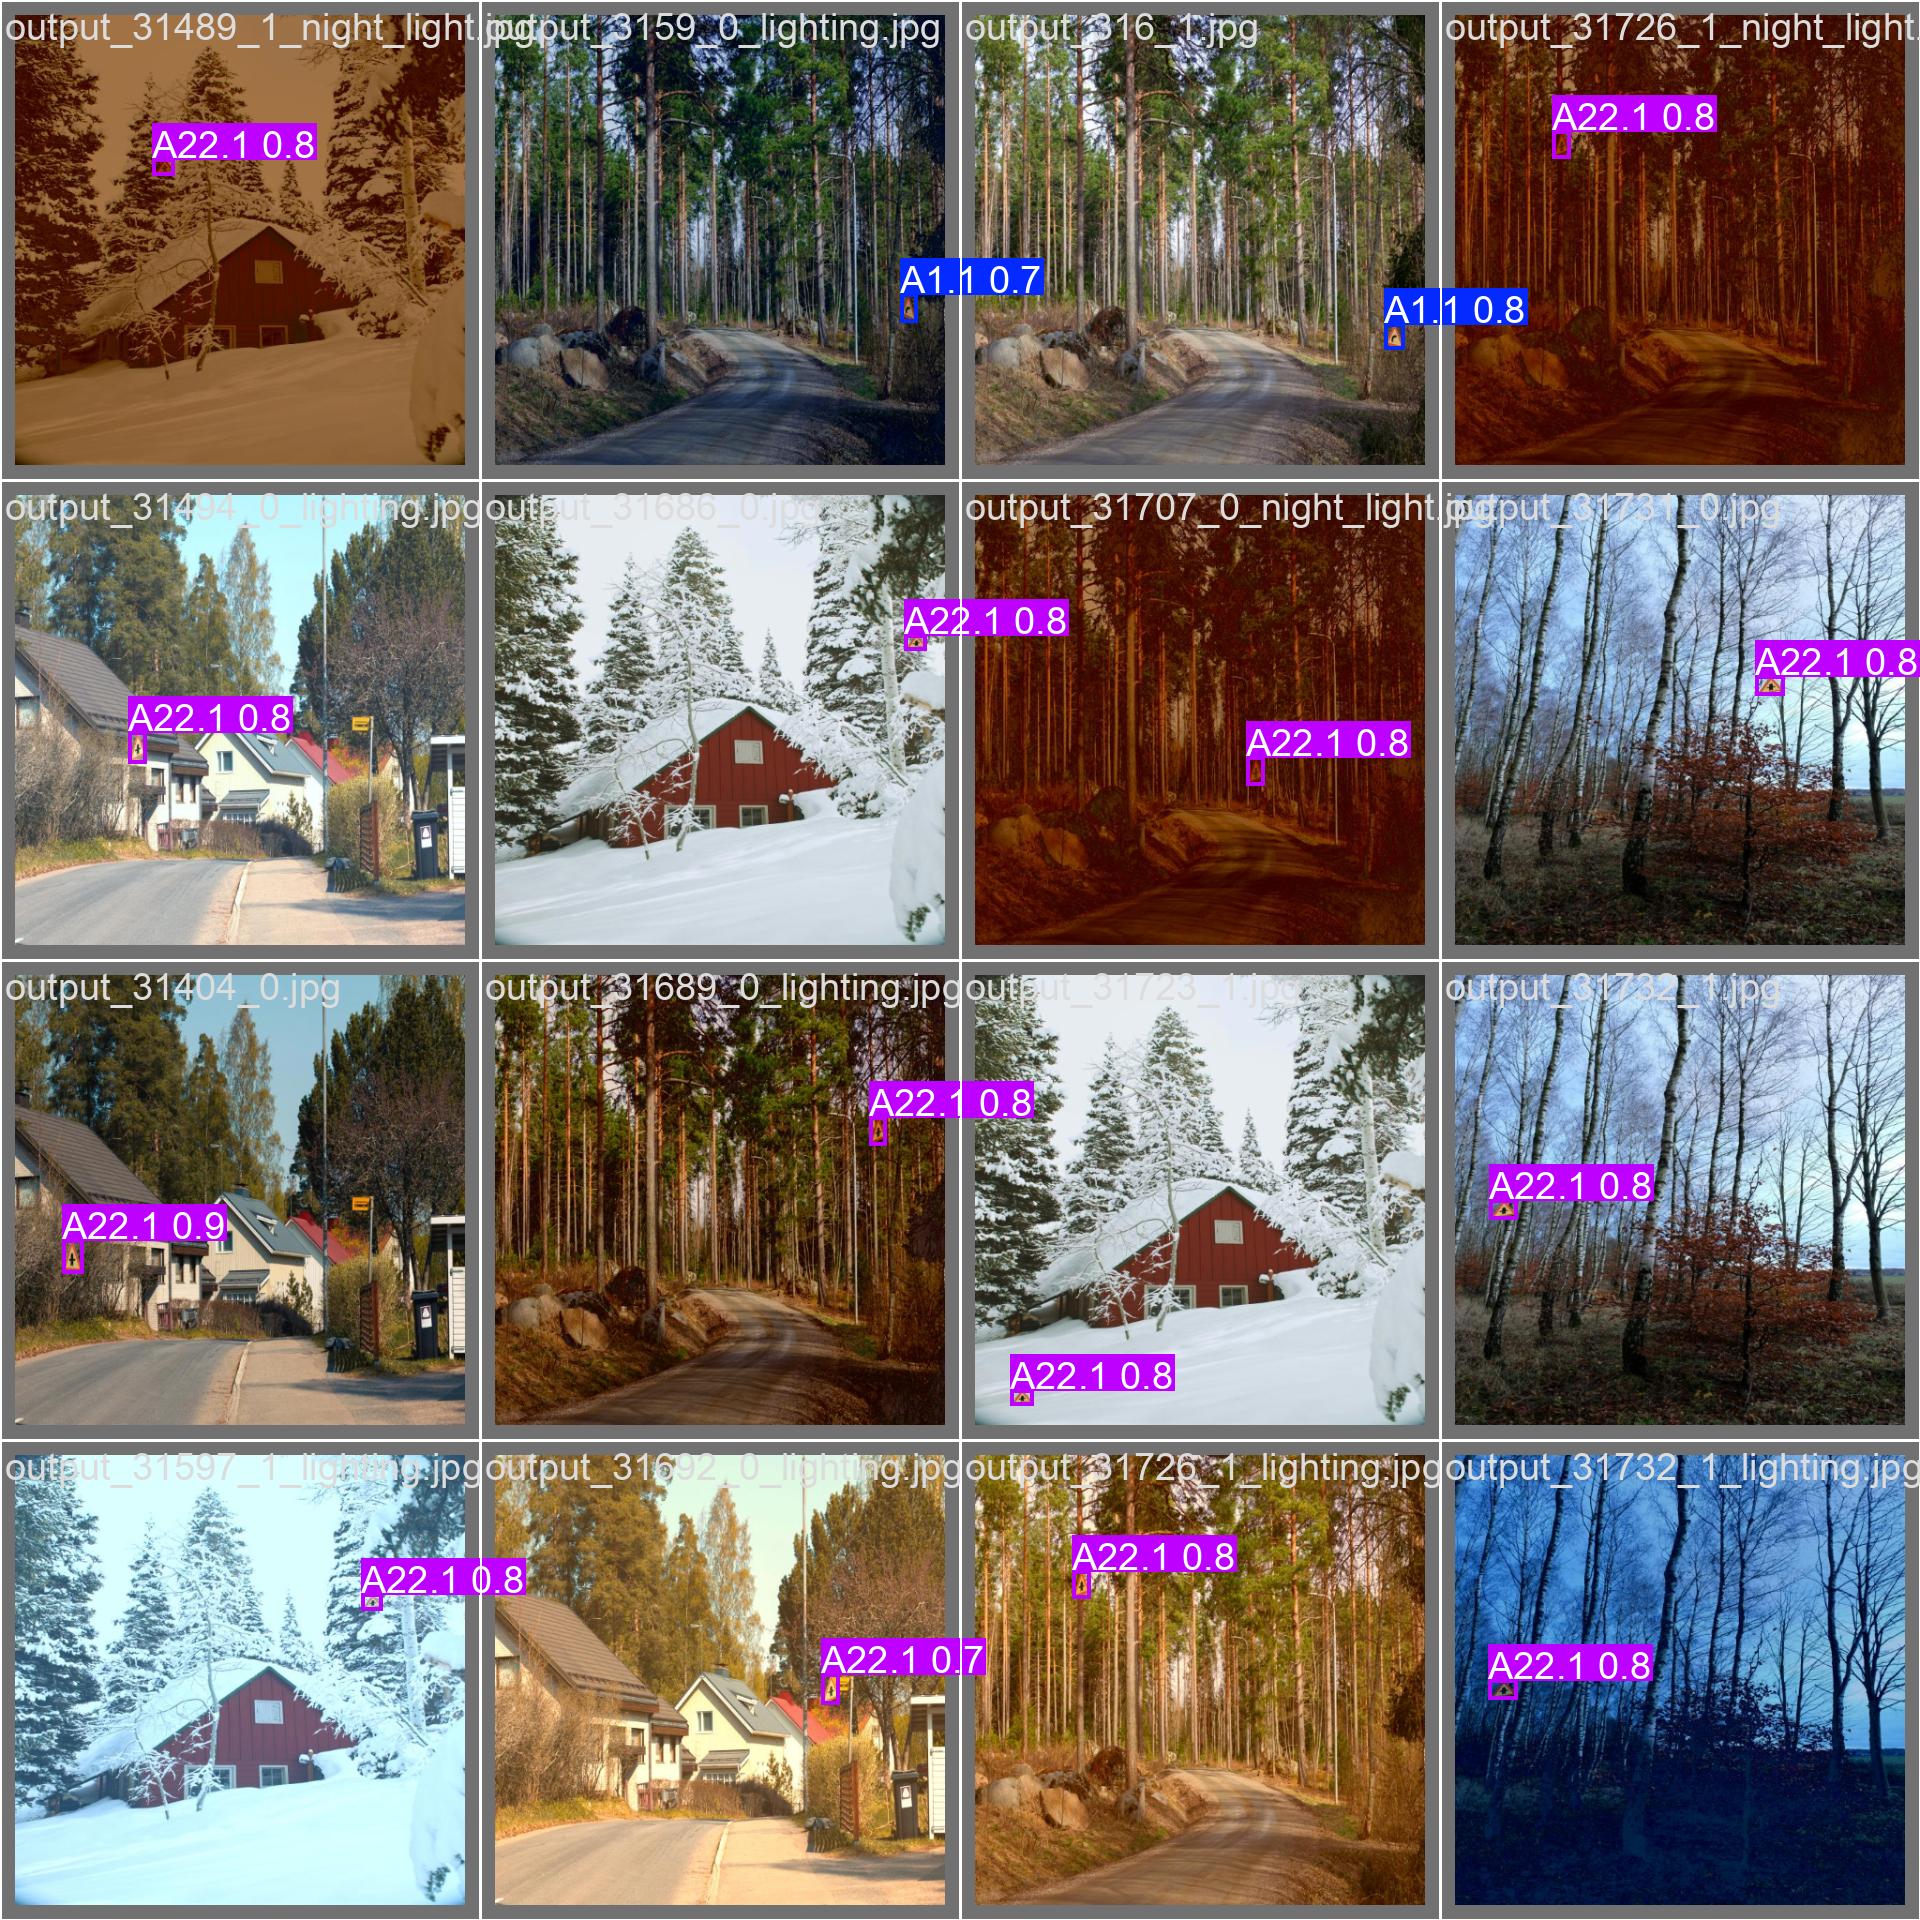 output_31489_1_night_light.jpg
output_3159_0_lighting.jpg
output_316_1.jpg
output_31726_1_night_light.
A22.1 0.8
A1.1 0.7
A1.1 0.8
A22.1 0.8
output_31494_0_lighting.jpg
output_31686_0.jpg
output_31707_0_night_light.jpg
output_31731_0.jpg
A22.1 0.8
A22.1 0.8
A22.1 0.8
A22.1 0.8
output_31404_0.jpg
output_31689_0_lighting.jpg
output_31723_1.jpg
output_31732_1.jpg
A22.1 0.9
A22.1 0.8
A22.1 0.8
A22.1 0.8
output_31597_1_lighting.jpg
output_31692_0_lighting.jpg
output_31726_1_lighting.jpg
output_31732_1_lighting.jpg
A22.1 0.8
A22.1 0.7
A22.1 0.8
A22.1 0.8